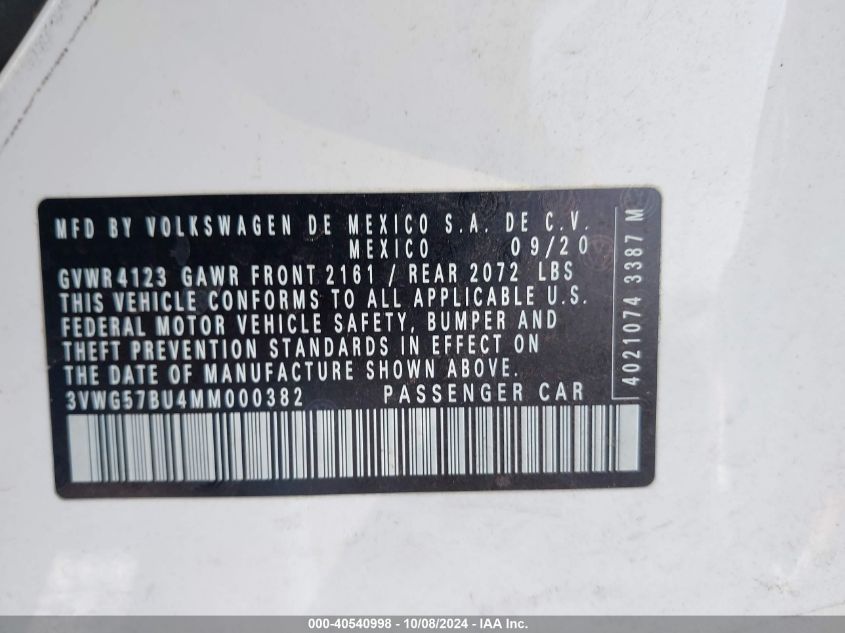 MFD BY VOLKSWAGEN DE MEXICO S.A. DE C.V.
MEXICO 09/20
GVWR 4123 GAWR FRONT 2161 / REAR 2072 LBS
THIS VEHICLE CONFORMS TO ALL APPLICABLE U.S.
FEDERAL MOTOR VEHICLE SAFETY, BUMPER AND
THEFT PREVENTION STANDARDS IN EFFECT ON
THE DATE OF MANUFACTURE SHOWN ABOVE.
3VWG57BU4MM000382 PASSENGER CAR
4021074 3387 M
000-40540998 - 10/08/2024 - IAA Inc.